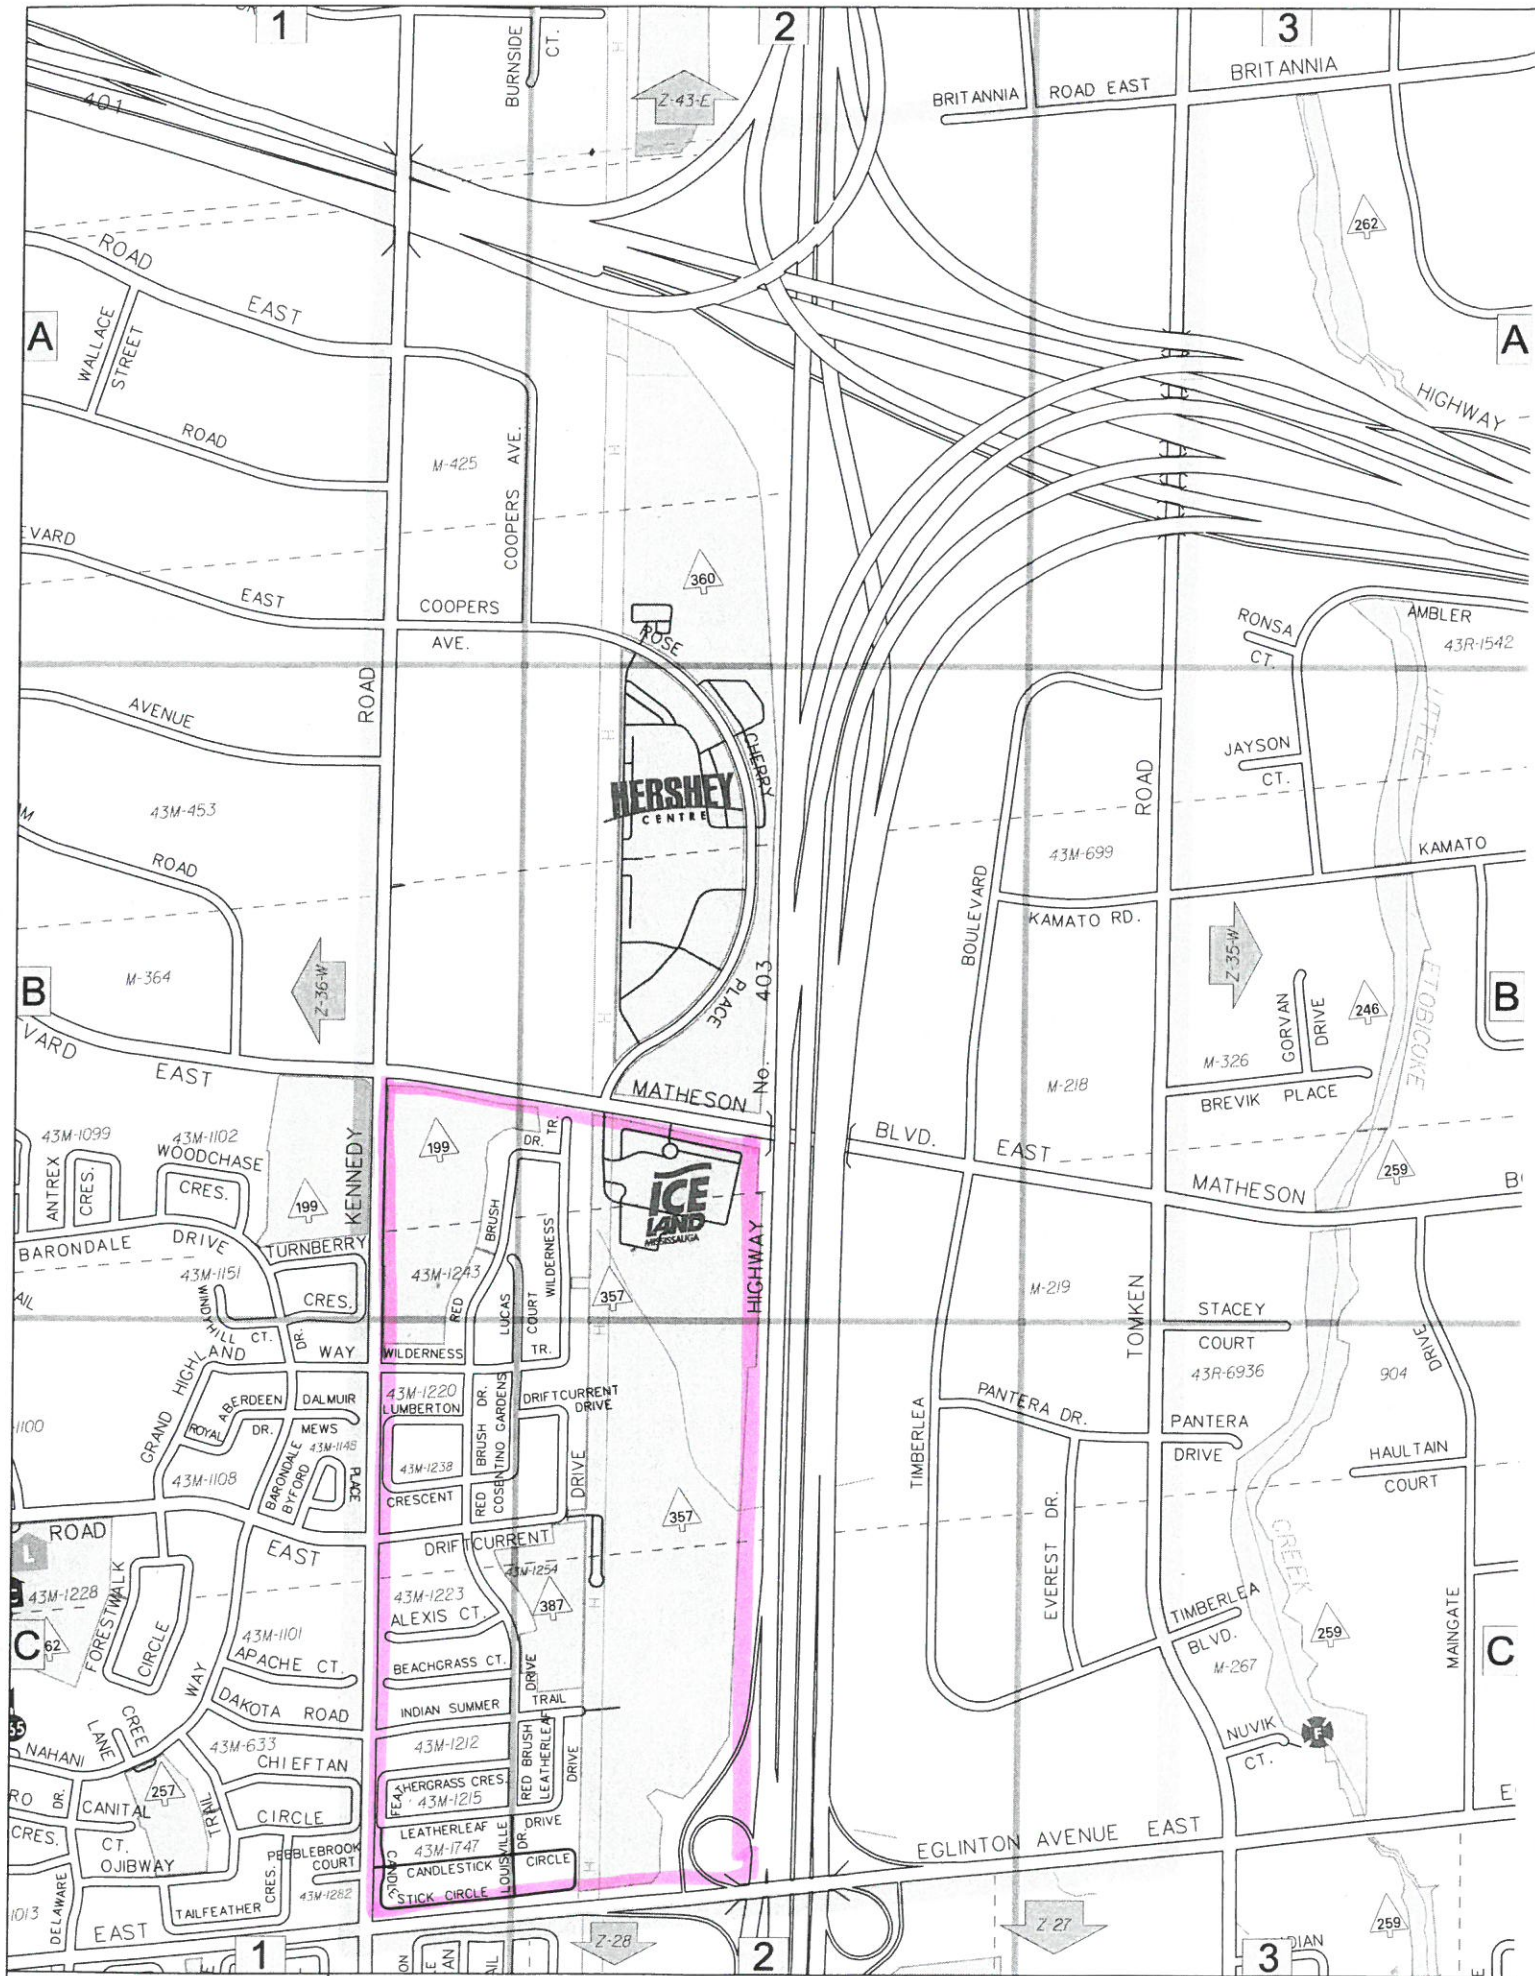 1
2
3
BURNSIDE
CT.
401
Z-43-E
BRITANNIA
ROAD EAST
BRITANNIA
262
ROAD
EAST
WALLACE
STREET
A
A
HIGHWAY
ROAD
M-425
COOPERS AVE.
EVARD
EAST
COOPERS
AVE.
360
ROSE
RONSA
CT.
AMBLER
43R-1542
AVENUE
ROAD
CHERRY
HERSHEY
CENTRE
JAYSON
CT.
LITTLE
ROAD
43M-453
43M-699
KAMATO
ROAD
BOULEVARD
KAMATO RD.
M-364
Z-36-W
PLACE
No. 403
Z-35-W
GORVAN
DRIVE
246
ETOBICOKE
B
B
VARD
EAST
MATHESON
M-218
M-326
BREVIK PLACE
43M-1099
43M-1102
WOODCHASE
CRES.
ANTREX
CRES.
199
KENNEDY
199
DR.
TR.
ICE
LAND
MISSISSAUGA
BLVD.
EAST
259
MATHESON
BARONDALE
DRIVE
TURNBERRY
CRES.
43M-1151
WINDYHILL
CT.
DR.
43M-1243
RED
BRUSH
LUCAS
COURT
WILDERNESS
TR.
357
HIGHWAY
M-219
TOMKEN
STACEY
COURT
43R-6936
904
DRIVE
GRAND HIGHLAND
WAY
WILDERNESS
43M-1220
LUMBERTON
RED BRUSH DR.
COSENTINO GARDENS
DRIFTCURRENT
DRIVE
ROYAL
ABERDEEN
DR.
DALMUIR
MEWS
43M-1148
43M-1108
BARONDALE
BYFORD
PLACE
43M-1238
CRESCENT
DRIVE
TIMBERLEA
PANTERA DR.
PANTERA
DRIVE
HAULTAIN
COURT
-1100
ROAD
EAST
DRIFTCURRENT
357
EVEREST DR.
CREEK
L
43M-1228
FORESTWALK
CIRCLE
43M-1254
43M-1223
ALEXIS CT.
387
TIMBERLEA
BLVD.
259
MAINGATE
C
62
C
43M-1101
APACHE CT.
BEACHGRASS CT.
DRIVE
M-267
WAY
DAKOTA ROAD
INDIAN SUMMER
TRAIL
CREE
LANE
NAHANI
43M-633
CHIEFTAN
43M-1212
RED BRUSH
LEATHERLEAF
DRIVE
NUVIK
CT.
F
257
CANITAL
CT.
TRAIL
CIRCLE
FEATHERGRASS CRES.
43M-1215
RO
DR.
CRES.
OJIBWAY
PEBBLEBROOK
COURT
LEATHERLEAF
DRIVE
43M-1747
LOUISVILLE
DR.
CANDLESTICK
CIRCLE
CANDLE
STICK CIRCLE
EGLINTON AVENUE EAST
DELAWARE
TAILFEATHER
CRES.
43M-1282
1013
EAST
Z-28
Z-27
259
1
2
3
DIAN